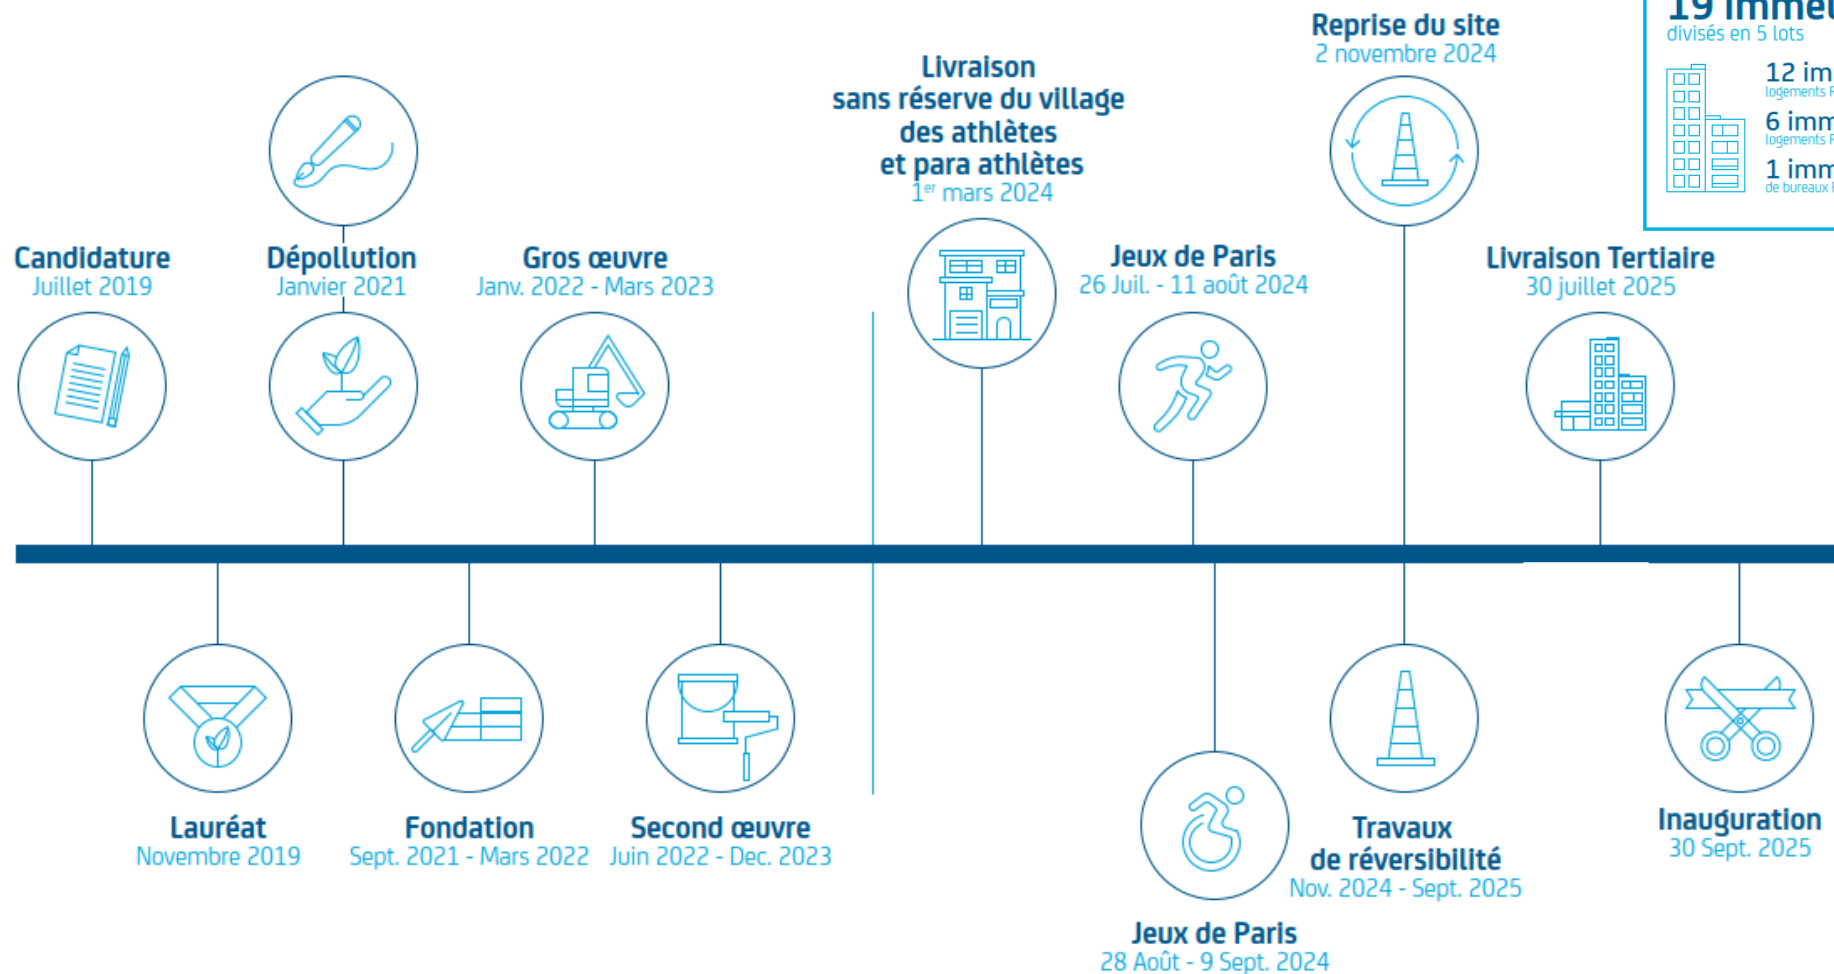 Candidature
Juillet 2019
Dépollution
Janvier 2021
Gros œuvre
Janv. 2022 - Mars 2023
Livraison
sans réserve du village
des athlètes
et para athlètes
1er mars 2024
Jeux de Paris
26 Juil. - 11 août 2024
Reprise du site
2 novembre 2024
Livraison Tertiaire
30 juillet 2025
19
divisés en 5 lots
12
logements
6
logements
1
de bureaux
Lauréat
Novembre 2019
Fondation
Sept. 2021 - Mars 2022
Second œuvre
Juin 2022 - Dec. 2023
Jeux de Paris
28 Août - 9 Sept. 2024
Travaux
de réversibilité
Nov. 2024 - Sept. 2025
Inauguration
30 Sept. 2025